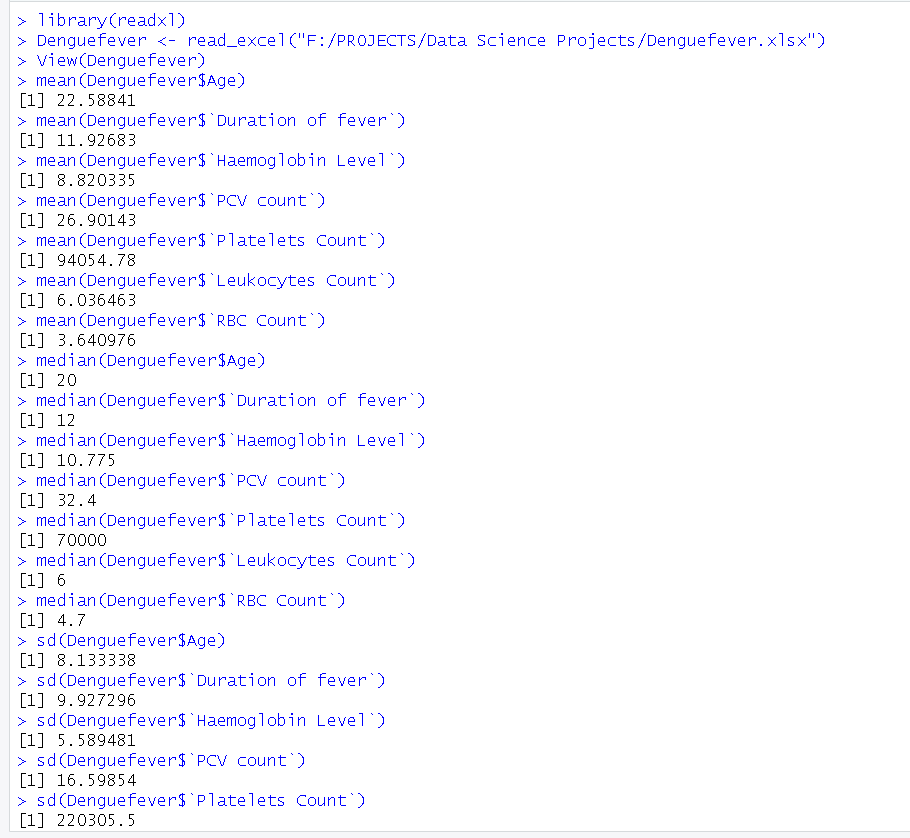 > library(readxl)
> Denguefever <- read_excel("F:/PROJECTS/Data Science Projects/Denguefever.xlsx")
> View(Denguefever)
> mean(Denguefever$Age)
[1] 22.58841
> mean(Denguefever$`Duration of fever`)
[1] 11.92683
> mean(Denguefever$`Haemoglobin Level`)
[1] 8.820335
> mean(Denguefever$`PCV count`)
[1] 26.90143
> mean(Denguefever$`Platelets Count`)
[1] 94054.78
> mean(Denguefever$`Leukocytes Count`)
[1] 6.036463
> mean(Denguefever$`RBC Count`)
[1] 3.640976
> median(Denguefever$Age)
[1] 20
> median(Denguefever$`Duration of fever`)
[1] 12
> median(Denguefever$`Haemoglobin Level`)
[1] 10.775
> median(Denguefever$`PCV count`)
[1] 32.4
> median(Denguefever$`Platelets Count`)
[1] 70000
> median(Denguefever$`Leukocytes Count`)
[1] 6
> median(Denguefever$`RBC Count`)
[1] 4.7
> sd(Denguefever$Age)
[1] 8.133338
> sd(Denguefever$`Duration of fever`)
[1] 9.927296
> sd(Denguefever$`Haemoglobin Level`)
[1] 5.589481
> sd(Denguefever$`PCV count`)
[1] 16.59854
> sd(Denguefever$`Platelets Count`)
[1] 220305.5